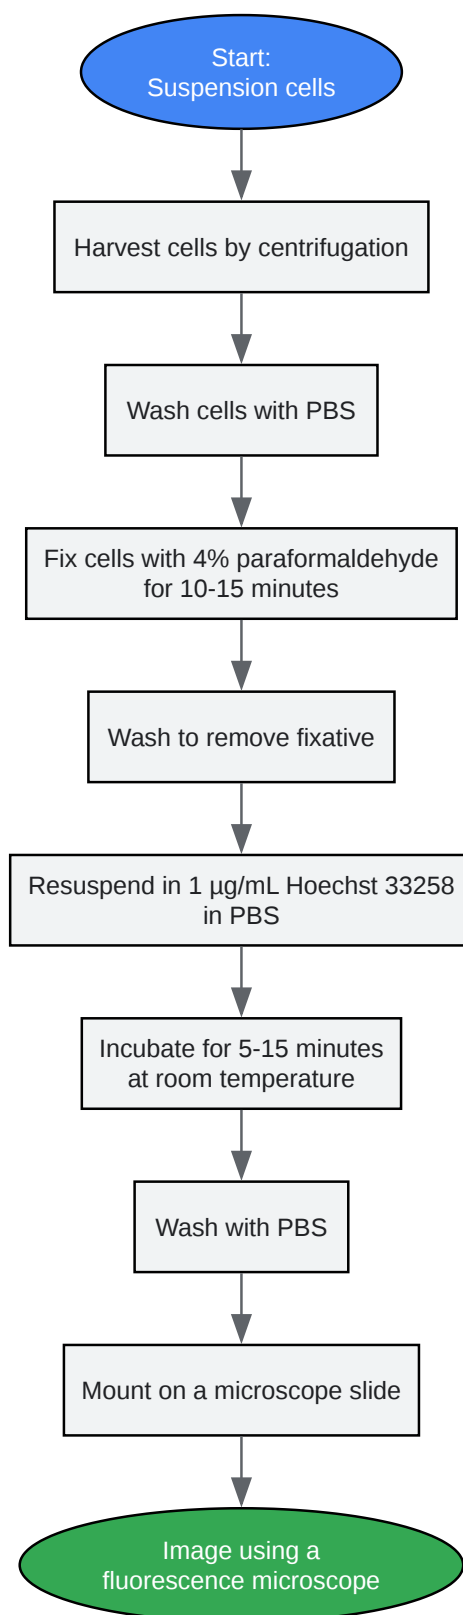 Start:
Suspension cells
Harvest cells by centrifugation
Wash cells with PBS
Fix cells with 4% paraformaldehyde
for 10-15 minutes
Wash to remove fixative
Resuspend in 1 µg/mL Hoechst 33258
in PBS
Incubate for 5-15 minutes
at room temperature
Wash with PBS
Mount on a microscope slide
Image using a
fluorescence microscope